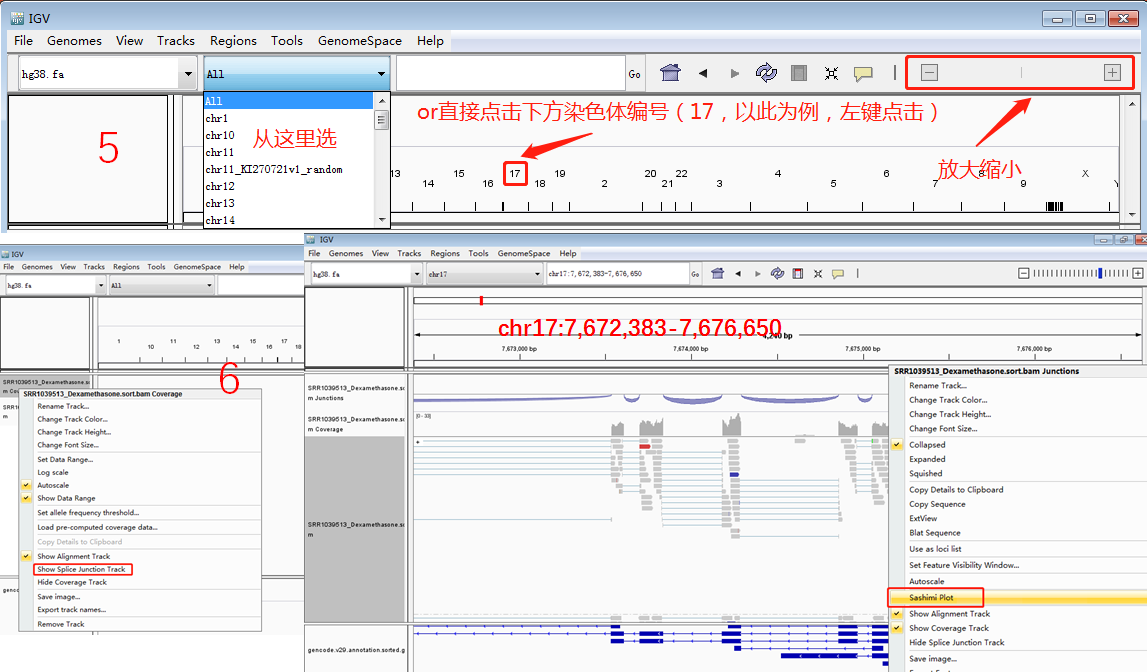 IGV
File Genomes View Tracks Regions Tools GenomeSpace Help
hg38.fa All Go
All
chr1
chr10
chr11
chr11_KI270721v1_random
chr12
chr13
chr14
5
从这里选
or直接点击下方染色体编号（17，以此为例，左键点击）
放大缩小
13 14 15 16 17 18 19 2 20 21 22 3 4 5 6 7 8 9 X Y
IGV
File Genomes View Tracks Regions Tools GenomeSpace Help
hg38.fa All
1 10 11 12 13 14 15 16 17 18
6
SRR1039513_Dexamethasone.sort.ba
m Co
SRR1
m
genco
SRR1039513_Dexamethasone.sort.bam Coverage
Rename Track...
Change Track Color...
Change Track Height...
Change Font Size...
Set Data Range...
Log scale
Autoscale
Show Data Range
Set allele frequency threshold...
Load pre-computed coverage data...
Copy Details to Clipboard
Show Alignment Track
Show Splice Junction Track
Hide Coverage Track
Save image...
Export track names...
Remove Track
IGV
File Genomes View Tracks Regions Tools GenomeSpace Help
hg38.fa chr17 chr17:7,672,383-7,676,650 Go
chr17:7,672,383-7,676,650
4,240 bp
7,673,000 bp 7,674,000 bp 7,675,000 bp 7,676,000 bp
SRR1039513_Dexamethasone.so
m Junctions
SRR1039513_Dexamethasone.so
m Coverage
[0 - 33]
SRR1039513_Dexamethasone.so
m
gencode.v29.annotation.sorted.g
SRR1039513_Dexamethasone.sort.bam Junctions
Rename Track...
Change Track Color...
Change Track Height...
Change Font Size...
Collapsed
Expanded
Squished
Copy Details to Clipboard
Copy Sequence
ExtView
Blat Sequence
Use as loci list
Set Feature Visibility Window...
Autoscale
Sashimi Plot
Show Alignment Track
Show Coverage Track
Hide Splice Junction Track
Save image...